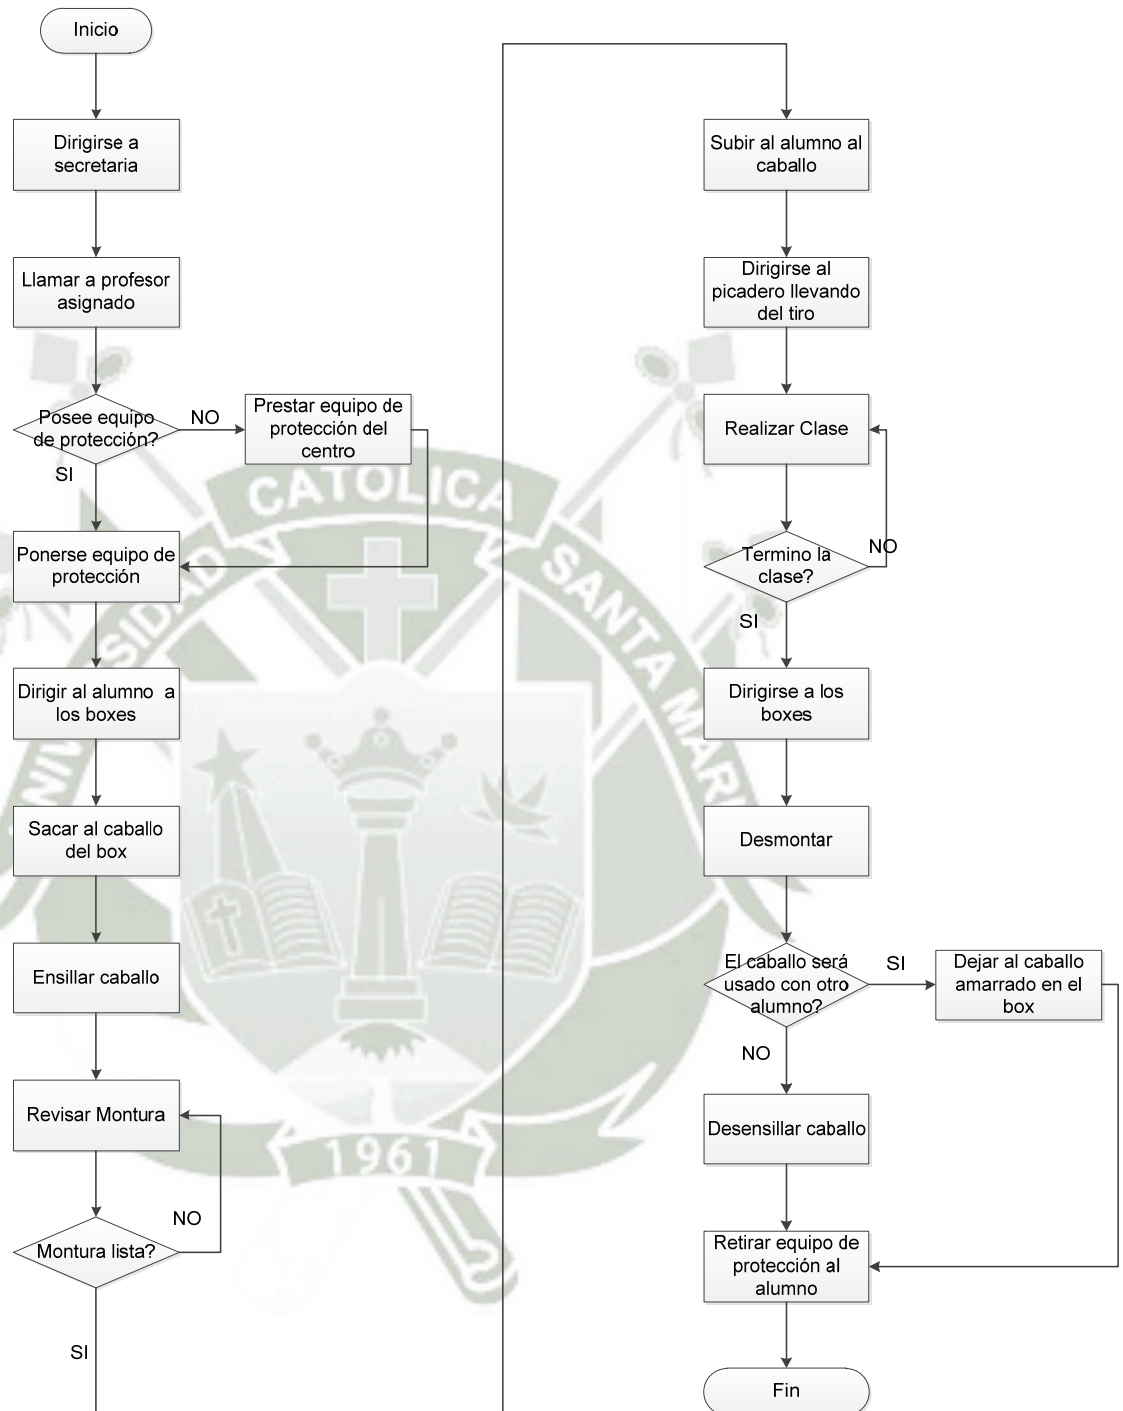 Inicio
Dirigirse a
secretaria
Llamar a profesor
asignado
Posee equipo
de protección?
NO
SI
Prestar equipo de
protección del
centro
Ponerse equipo de
protección
Dirigir al alumno a
los boxes
Sacar al caballo
del box
Ensillar caballo
Revisar Montura
Montura lista?
NO
SI
Subir al alumno al
caballo
Dirigirse al
picadero llevando
del tiro
Realizar Clase
Termino la
clase?
NO
SI
Dirigirse a los
boxes
Desmontar
El caballo será
usado con otro
alumno?
SI
Dejar al caballo
amarrado en el
box
NO
Desensillar caballo
Retirar equipo de
protección al
alumno
Fin
CATOLICA
SANTA MARI
1961